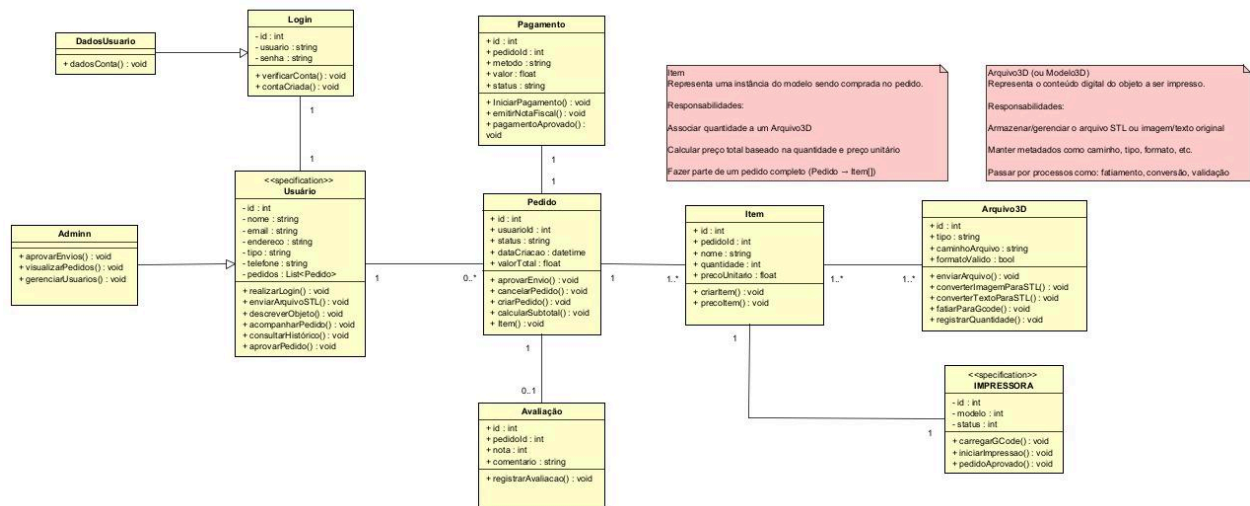 Login
- id : int
- usuario : string
- senha : string
+ verificarConta() : void
+ contaCriada() : void
DadosUsuario
+ dadosConta() : void
1
1
<<specification>>
Usuário
- id : int
- nome : string
- email : string
- endereco : string
- tipo : string
- telefone : string
- pedidos : List<Pedido>
+ realizarLogin() : void
+ enviarArquivoSTL() : void
+ descreverObjeto() : void
+ acompanharPedido() : void
+ consultarHistórico() : void
+ aprovarPedido() : void
Adminn
+ aprovarEnvios() : void
+ visualizarPedidos() : void
+ gerenciarUsuarios() : void
1
0..*
Pagamento
+ id : int
+ pedidoId : int
+ metodo : string
+ valor : float
+ status : string
+ IniciarPagamento() : void
+ emitirNotaFiscal() : void
+ pagamentoAprovado() :
void
1
1
Pedido
+ id : int
+ usuarioId : int
+ status : string
+ dataCriacao : datetime
+ valorTotal : float
+ aprovarEnvio() : void
+ cancelarPedido() : void
+ criarPedido() : void
+ calcularSubtotal() : void
+ Item() : void
1
0..1
Avaliação
+ id : int
+ pedidoId : int
+ nota : int
+ comentario : string
+ registrarAvaliacao() : void
1
1..*
Item
Representa uma instância do modelo sendo comprada no pedido.
Responsabilidades:
Associar quantidade a um Arquivo3D
Calcular preço total baseado na quantidade e preço unitário
Fazer parte de um pedido completo (Pedido → Item[])
Arquivo3D (ou Modelo3D)
Representa o conteúdo digital do objeto a ser impresso.
Responsabilidades:
Armazenar/gerenciar o arquivo STL ou imagem/texto original
Manter metadados como caminho, tipo, formato, etc.
Passar por processos como: fatiamento, conversão, validação
Item
+ id : int
+ pedidoId : int
+ nome : string
+ quantidade : int
+ precoUnitario : float
+ criarItem() : void
+ precoItem() : void
1..*
1..*
Arquivo3D
+ id : int
+ tipo : string
+ caminhoArquivo : string
+ formatoValido : bool
+ enviarArquivo() : void
+ converterImagemParaSTL() : void
+ converterTextoParaSTL() : void
+ fatiarParaGcode() : void
+ registrarQuantidade() : void
1
1
<<specification>>
IMPRESSORA
- id : int
- modelo : int
- status : int
+ carregarGCode() : void
+ iniciarImpressao() : void
+ pedidoAprovado() : void